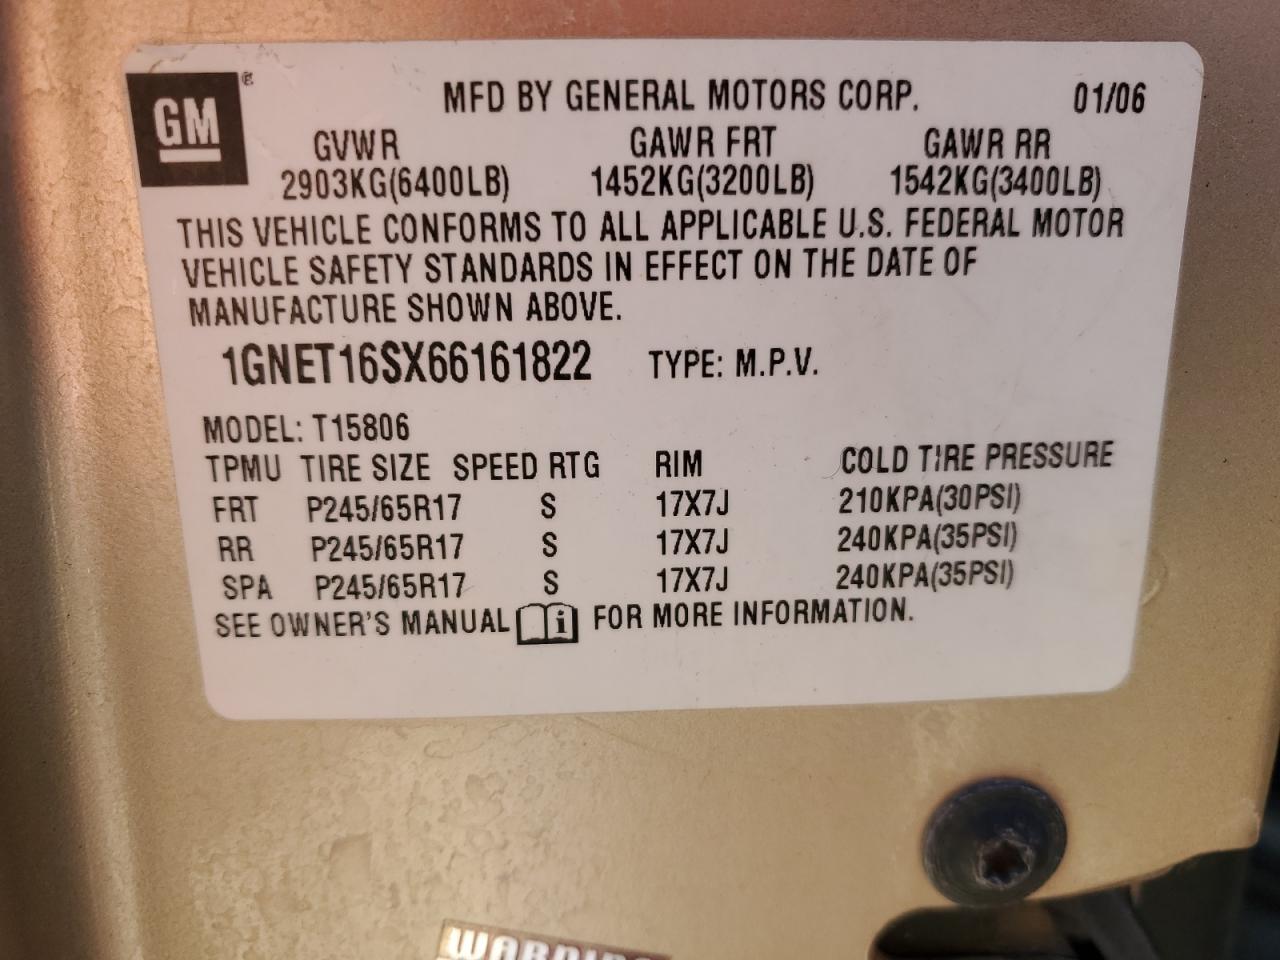 GM®
MFD BY GENERAL MOTORS CORP. 01/06
GVWR GAWR FRT GAWR RR
2903KG(6400LB) 1452KG(3200LB) 1542KG(3400LB)
THIS VEHICLE CONFORMS TO ALL APPLICABLE U.S. FEDERAL MOTOR
VEHICLE SAFETY STANDARDS IN EFFECT ON THE DATE OF
MANUFACTURE SHOWN ABOVE.
1GNET16SX66161822 TYPE: M.P.V.
MODEL: T15806
TPMU TIRE SIZE SPEED RTG RIM COLD TIRE PRESSURE
FRT P245/65R17 S 17X7J 210KPA(30PSI)
RR P245/65R17 S 17X7J 240KPA(35PSI)
SPA P245/65R17 S 17X7J 240KPA(35PSI)
SEE OWNER'S MANUAL i FOR MORE INFORMATION.
WARNING